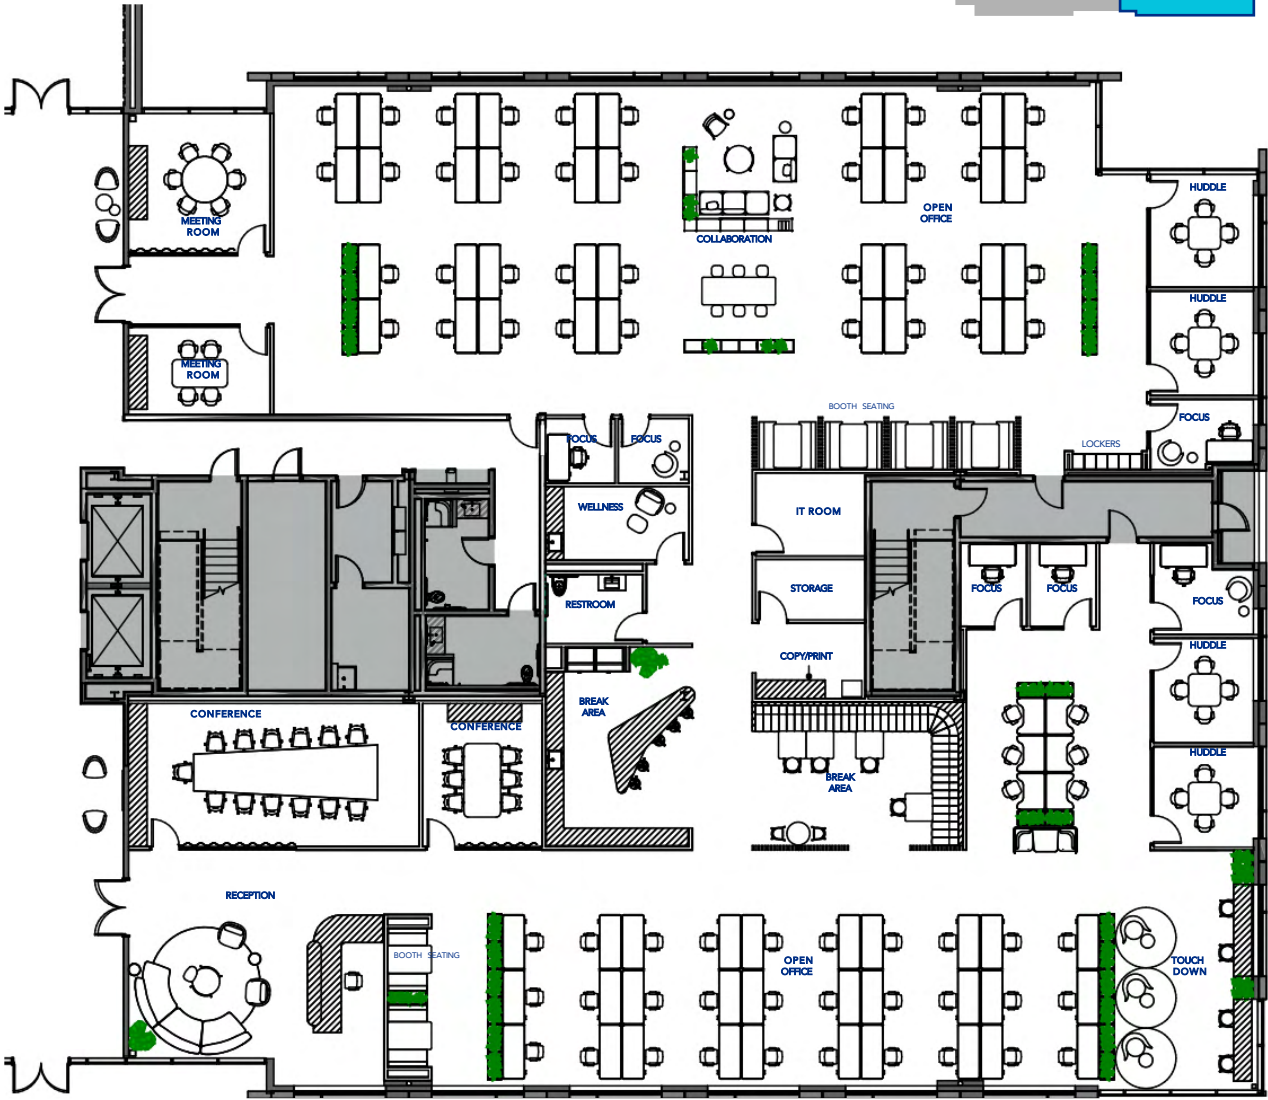 HUDDLE
OPEN
OFFICE
MEETING
ROOM
COLLABORATION
HUDDLE
MEETING
ROOM
BOOTH SEATING
FOCUS
LOCKERS
FOCUS
FOCUS
WELLNESS
IT ROOM
STORAGE
FOCUS
FOCUS
FOCUS
RESTROOM
COPY/PRINT
HUDDLE
BREAK
AREA
CONFERENCE
CONFERENCE
HUDDLE
BREAK
AREA
RECEPTION
BOOTH SEATING
OPEN
OFFICE
TOUCH
DOWN